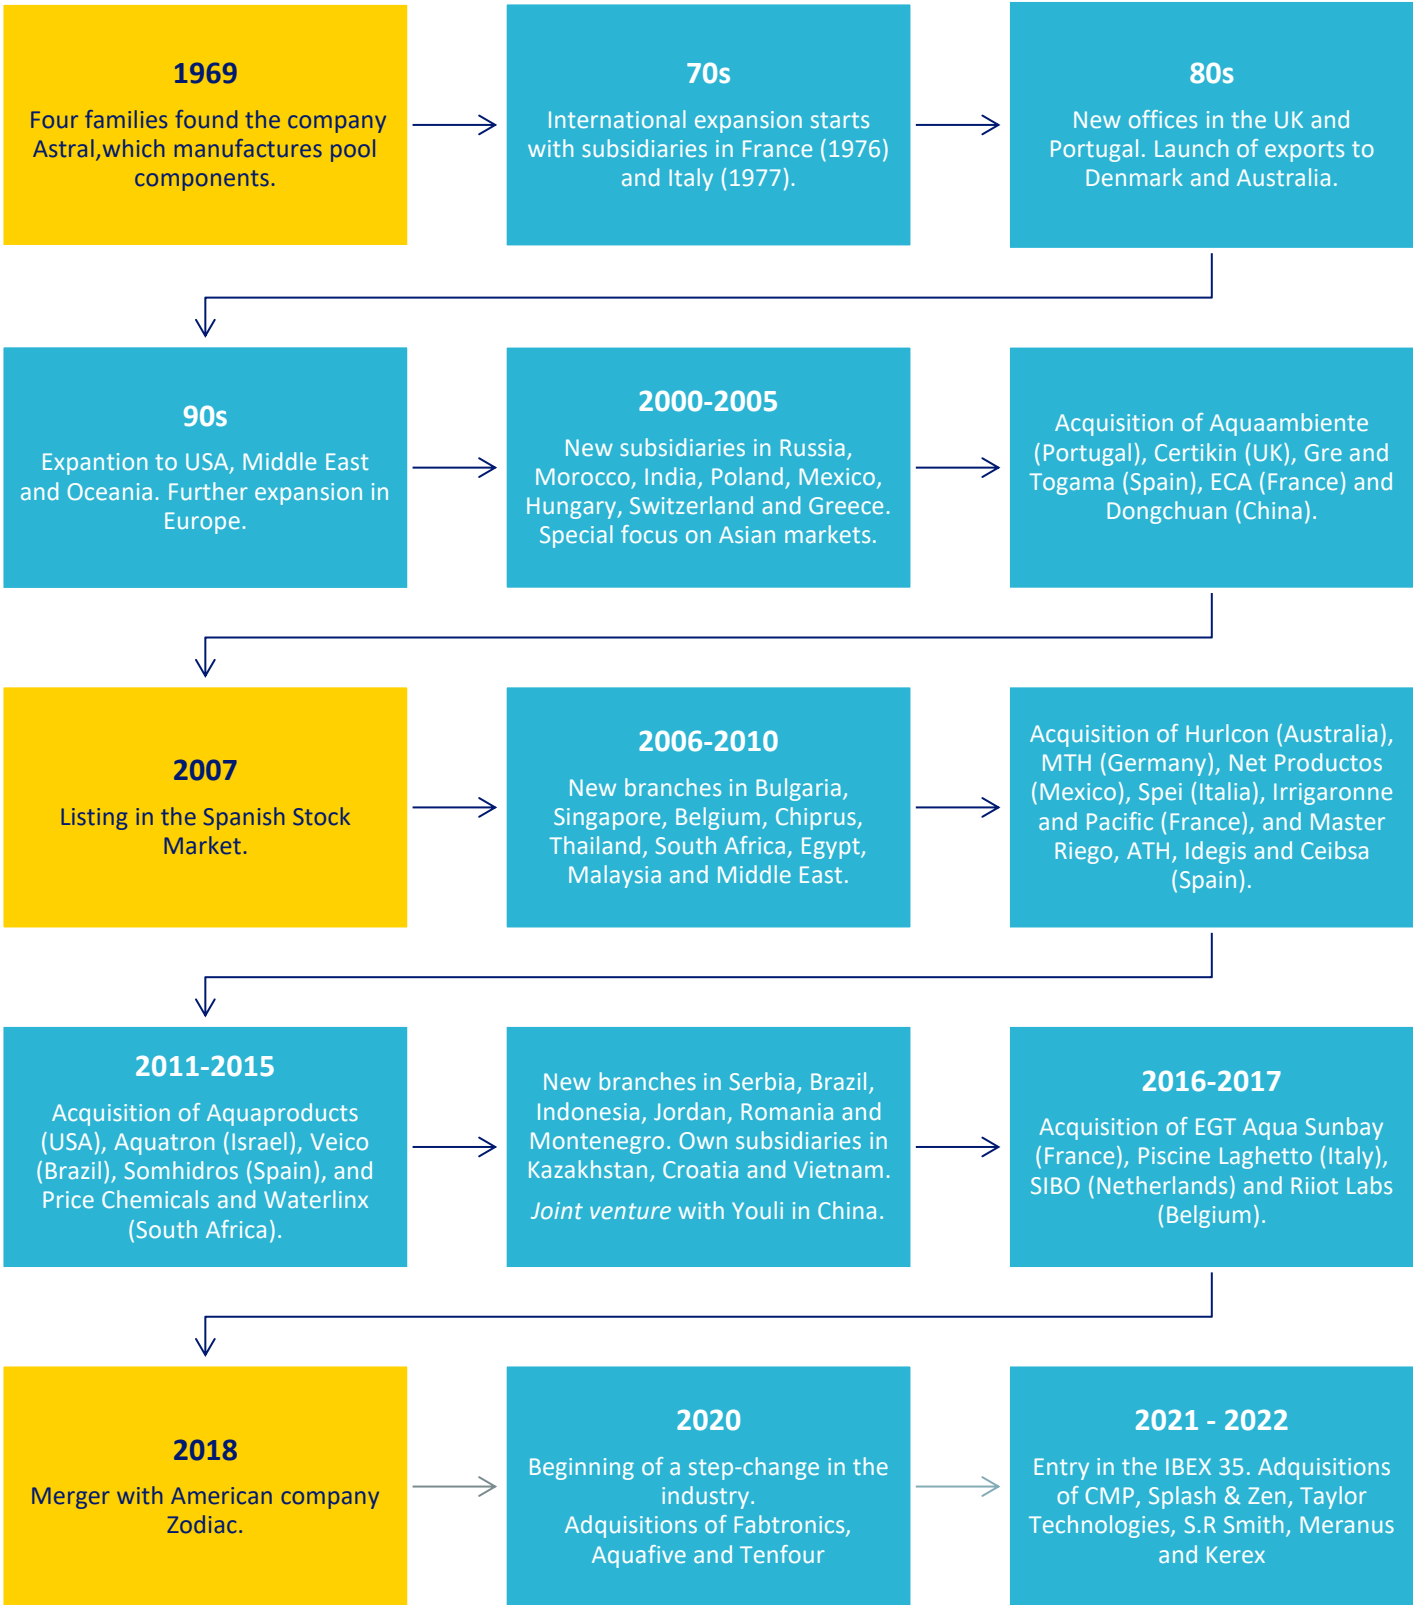 1969
Four families found the company
Astral,which manufactures pool
components.
70s
International expansion starts
with subsidiaries in France (1976)
and Italy (1977).
80s
New offices in the UK and
Portugal. Launch of exports to
Denmark and Australia.
90s
Expantion to USA, Middle East
and Oceania. Further expansion in
Europe.
2000-2005
New subsidiaries in Russia,
Morocco, India, Poland, Mexico,
Hungary, Switzerland and Greece.
Special focus on Asian markets.
Acquisition of Aquaambiente
(Portugal), Certikin (UK), Gre and
Togama (Spain), ECA (France) and
Dongchuan (China).
2007
Listing in the Spanish Stock
Market.
2006-2010
New branches in Bulgaria,
Singapore, Belgium, Chiprus,
Thailand, South Africa, Egypt,
Malaysia and Middle East.
Acquisition of Hurlcon (Australia),
MTH (Germany), Net Productos
(Mexico), Spei (Italia), Irrigaronne
and Pacific (France), and Master
Riego, ATH, Idegis and Ceibsa
(Spain).
2011-2015
Acquisition of Aquaproducts
(USA), Aquatron (Israel), Veico
(Brazil), Somhidros (Spain), and
Price Chemicals and Waterlinx
(South Africa).
New branches in Serbia, Brazil,
Indonesia, Jordan, Romania and
Montenegro. Own subsidiaries in
Kazakhstan, Croatia and Vietnam.
Joint venture with Youli in China.
2016-2017
Acquisition of EGT Aqua Sunbay
(France), Piscine Laghetto (Italy),
SIBO (Netherlands) and Riiot Labs
(Belgium).
2018
Merger with American company
Zodiac.
2020
Beginning of a step-change in the
industry.
Adquisitions of Fabtronics,
Aquafive and Tenfour
2021 - 2022
Entry in the IBEX 35. Adquisitions
of CMP, Splash & Zen, Taylor
Technologies, S.R Smith, Meranus
and Kerex